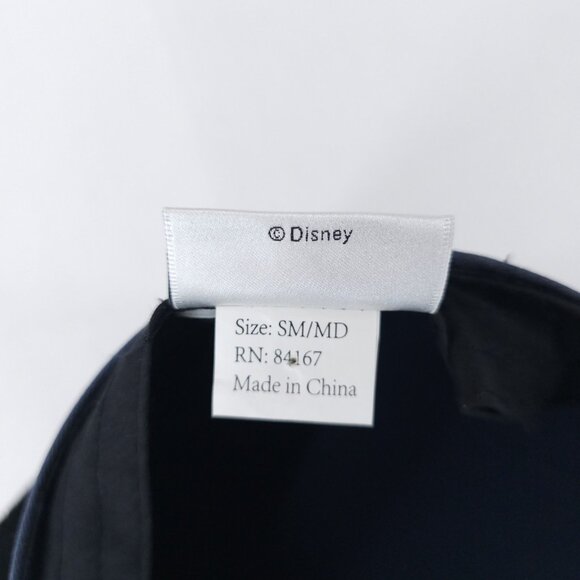 © Disney
Size: SM/MD
RN: 84167
Made in China